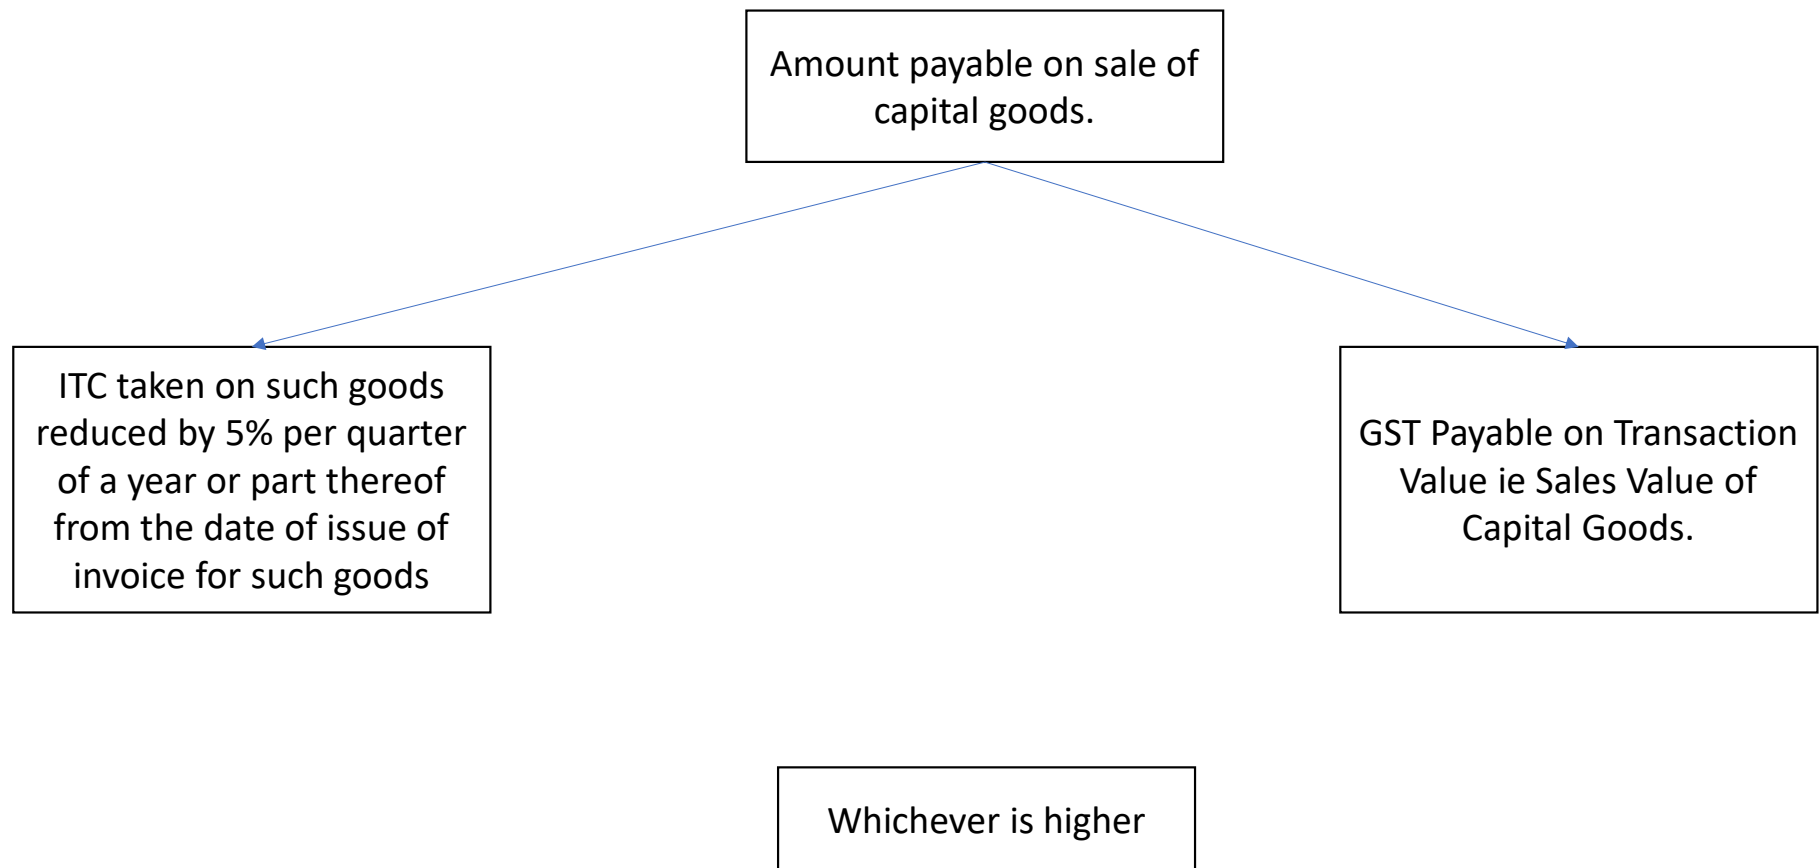 Amount payable on sale of
capital goods.
ITC taken on such goods
reduced by 5% per quarter
of a year or part thereof
from the date of issue of
invoice for such goods
GST Payable on Transaction
Value ie Sales Value of
Capital Goods.
Whichever is higher